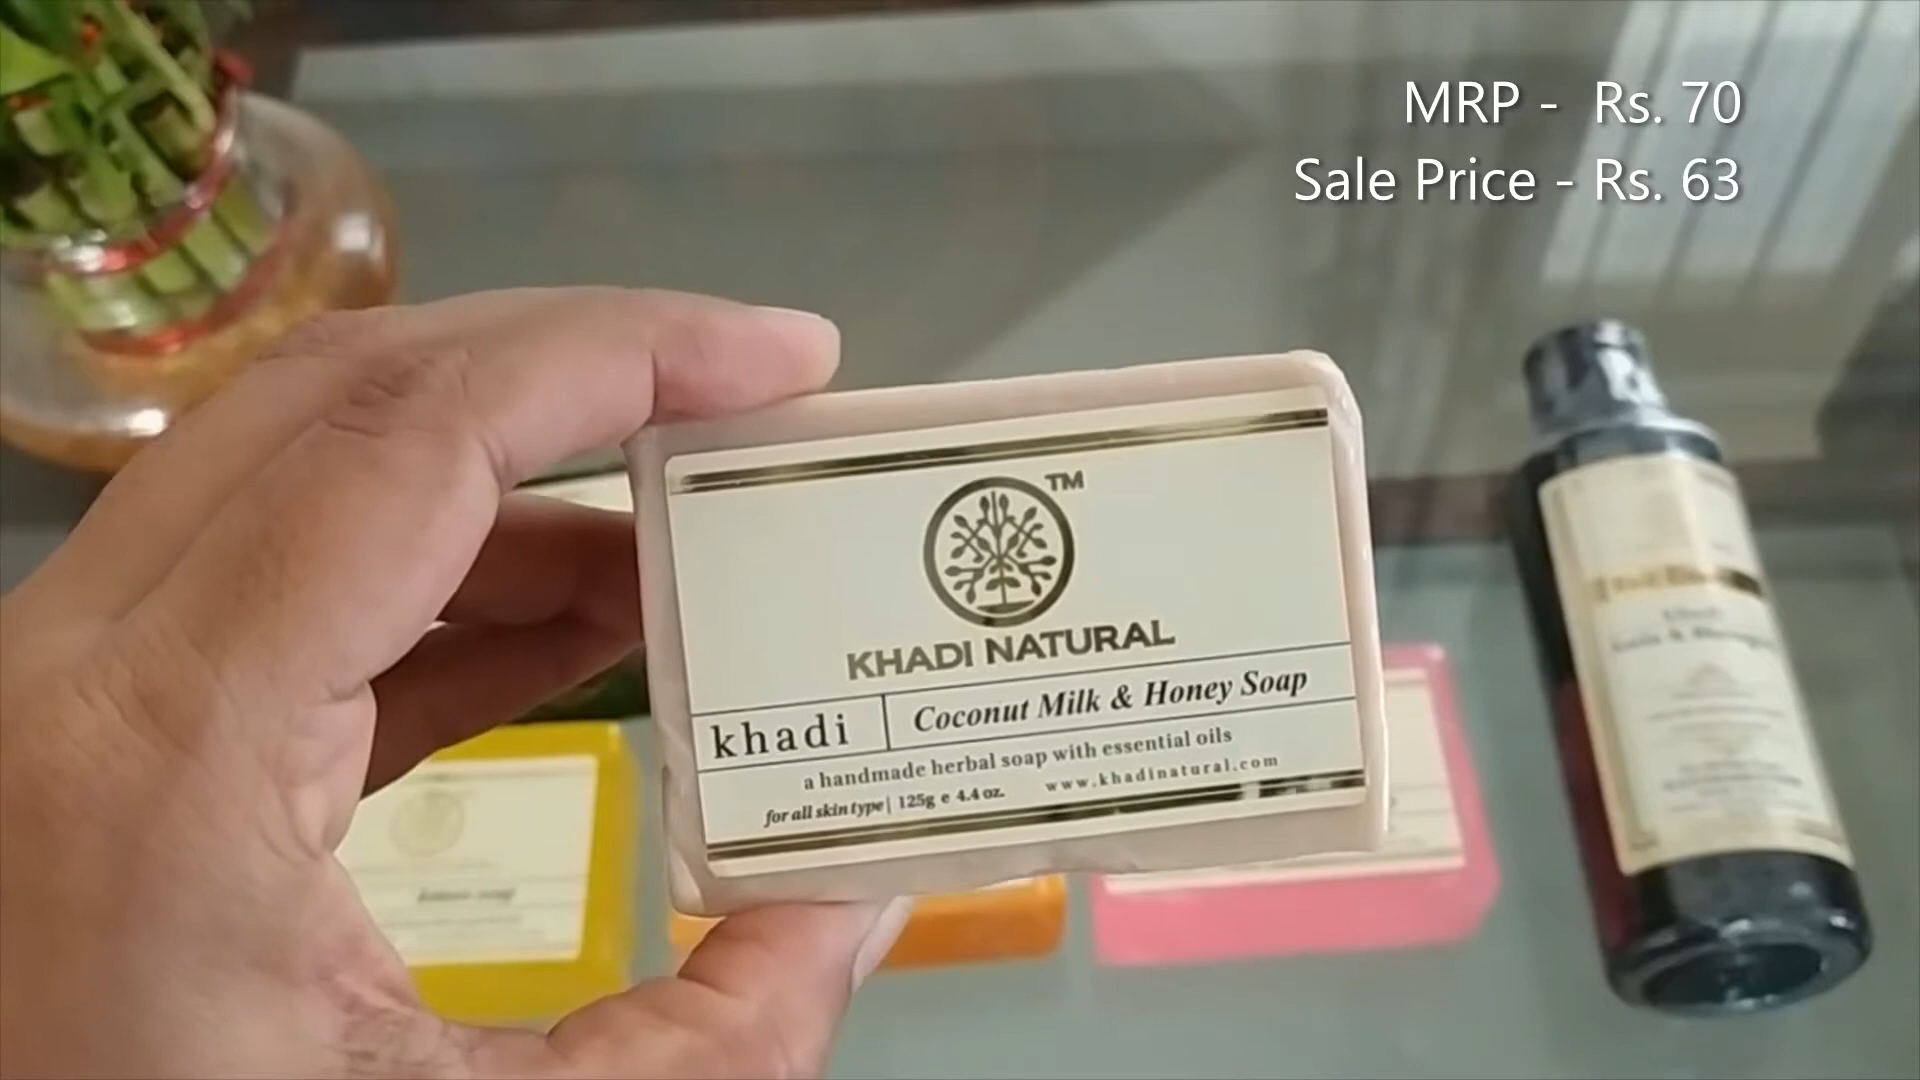 MRP - Rs. 70
Sale Price - Rs. 63
TM
KHADI NATURAL
khadi
Coconut Milk & Honey Soap
a handmade herbal soap with essential oils
for all skin type | 125g e 4.4 oz.
www.khadinatural.com